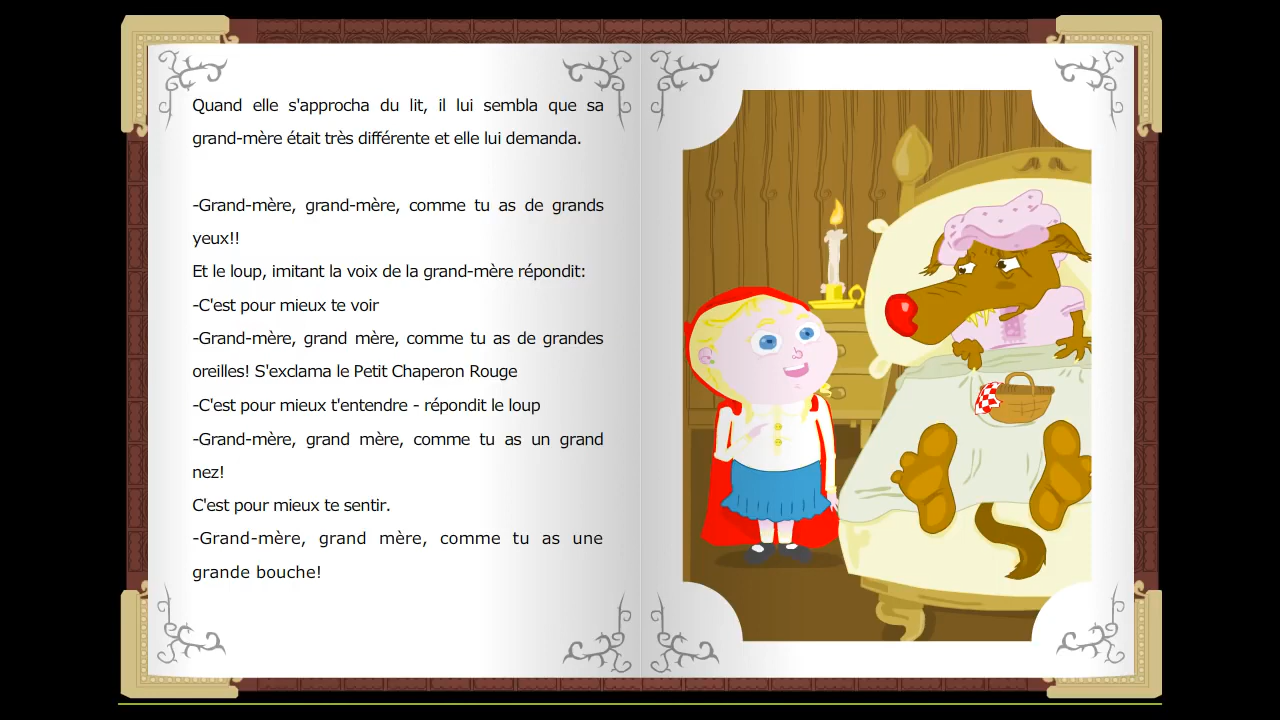 Quand elle s'approcha du lit, il lui sembla que sa
grand-mère était très différente et elle lui demanda.
-Grand-mère, grand-mère, comme tu as de grands
yeux!!
Et le loup, imitant la voix de la grand-mère répondit:
-C'est pour mieux te voir
-Grand-mère, grand mère, comme tu as de grandes
oreilles! S'exclama le Petit Chaperon Rouge
-C'est pour mieux t'entendre - répondit le loup
-Grand-mère, grand mère, comme tu as un grand
nez!
C'est pour mieux te sentir.
-Grand-mère, grand mère, comme tu as une
grande bouche!